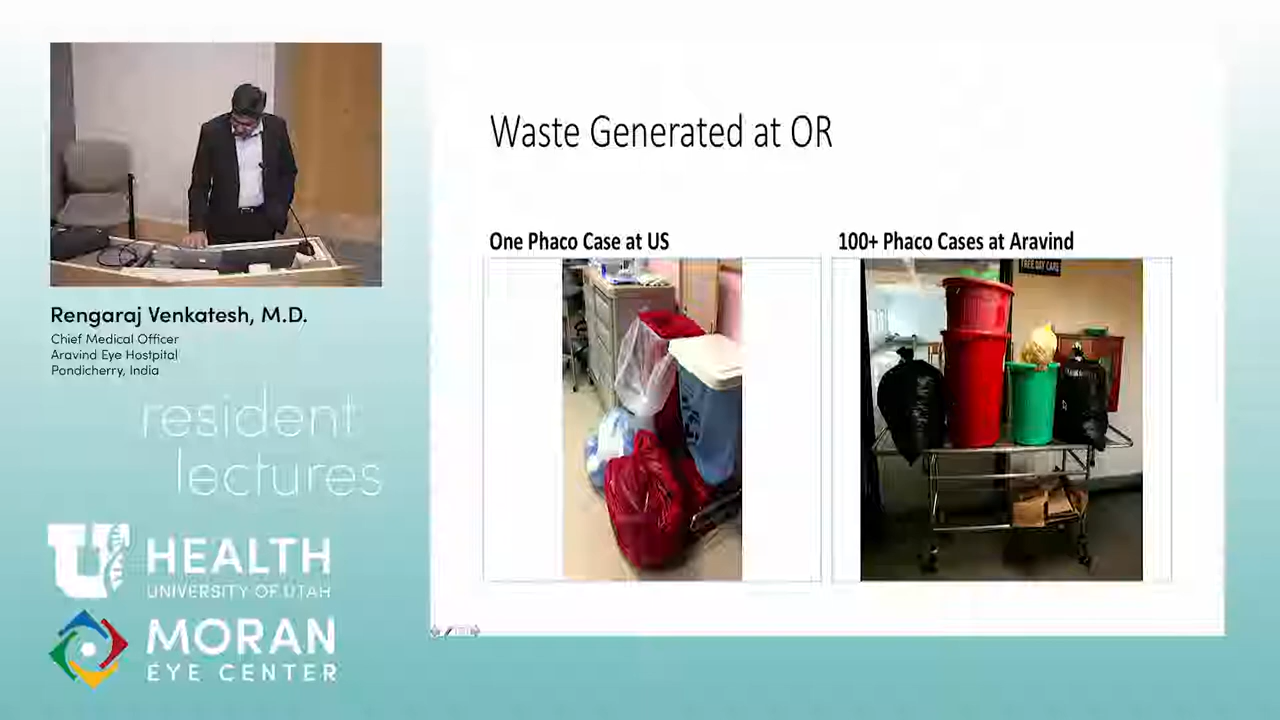 Waste Generated at OR
One Phaco Case at US
100+ Phaco Cases at Aravind
Rengaraj Venkatesh, M.D.
Chief Medical Officer
Aravind Eye Hostpital
Pondicherry, India
resident
lectures
U HEALTH
UNIVERSITY OF UTAH
MORAN
EYE CENTER